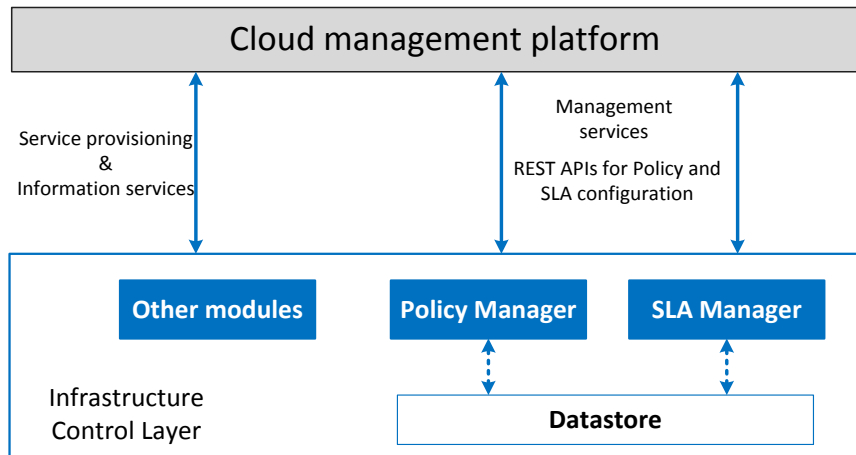 Cloud management platform
Service provisioning
&
Information services
Management
services
REST APIs for Policy and
SLA configuration
Other modules
Policy Manager
SLA Manager
Infrastructure
Control Layer
Datastore